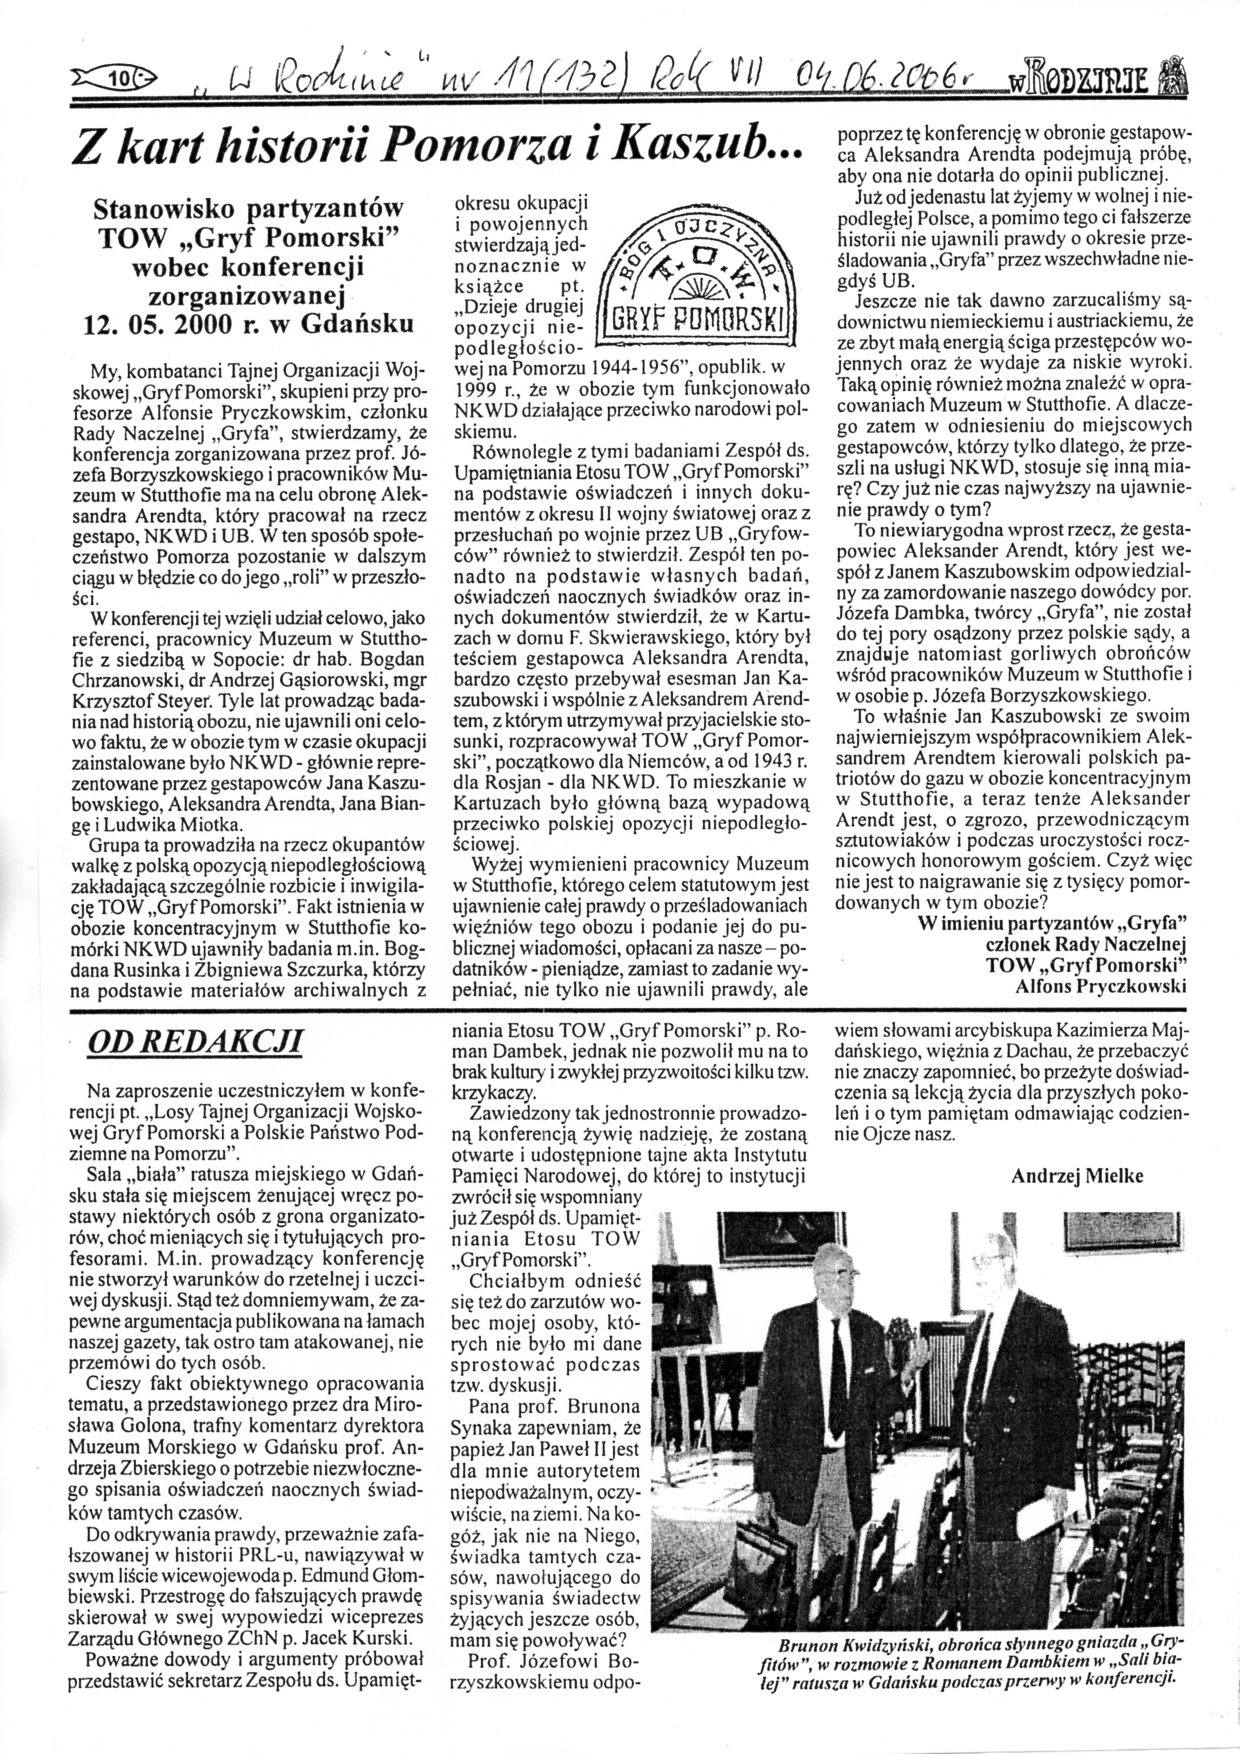 10
„W Rodzinie" nr 11(132) Rok VII 04.06.2006r
wRODZINIE
Z kart historii Pomorza i Kaszub...
Stanowisko partyzantów
TOW „Gryf Pomorski”
wobec konferencji
zorganizowanej
12. 05. 2000 r. w Gdańsku
My, kombatanci Tajnej Organizacji Woj-
skowej „Gryf Pomorski”, skupieni przy pro-
fesorze Alfonsie Pryczkowskim, członku
Rady Naczelnej „Gryfa”, stwierdzamy, że
konferencja zorganizowana przez prof. Jó-
zefa Borzyszkowskiego i pracowników Mu-
zeum w Stutthofie ma na celu obronę Alek-
sandra Arendta, który pracował na rzecz
gestapo, NKWD i UB. W ten sposób społe-
czeństwo Pomorza pozostanie w dalszym
ciągu w błędzie co do jego „roli” w przeszło-
ści.
W konferencji tej wzięli udział celowo, jako
referenci, pracownicy Muzeum w Stuttho-
fie z siedzibą w Sopocie: dr hab. Bogdan
Chrzanowski, dr Andrzej Gąsiorowski, mgr
Krzysztof Steyer. Tyle lat prowadząc bada-
nia nad historią obozu, nie ujawnili oni celo-
wo faktu, że w obozie tym w czasie okupacji
zainstalowane było NKWD - głównie repre-
zentowane przez gestapowców Jana Kaszu-
bowskiego, Aleksandra Arendta, Jana Bian-
gę i Ludwika Miotka.
Grupa ta prowadziła na rzecz okupantów
walkę z polską opozycją niepodległościową
zakładającą szczególnie rozbicie i inwigila-
cję TOW „Gryf Pomorski”. Fakt istnienia w
obozie koncentracyjnym w Stutthofie ko-
mórki NKWD ujawniły badania m.in. Bog-
dana Rusinka i Zbigniewa Szczurka, którzy
na podstawie materiałów archiwalnych z
okresu okupacji
i powojennych
stwierdzają jed-
noznacznie w
książce pt.
„Dzieje drugiej
opozycji nie-
podległościo-
wej na Pomorzu 1944-1956”, opublik. w
1999 r., że w obozie tym funkcjonowało
NKWD działające przeciwko narodowi pol-
skiemu.
BÓG I OJCZYZNA
T.O.W.
GRYF POMORSKI
Równolegle z tymi badaniami Zespół ds.
Upamiętniania Etosu TOW „Gryf Pomorski”
na podstawie oświadczeń i innych doku-
mentów z okresu II wojny światowej oraz z
przesłuchań po wojnie przez UB „Gryfow-
ców” również to stwierdził. Zespół ten po-
nadto na podstawie własnych badań,
oświadczeń naocznych świadków oraz in-
nych dokumentów stwierdził, że w Kartu-
zach w domu F. Skwierawskiego, który był
teściem gestapowca Aleksandra Arendta,
bardzo często przebywał esesman Jan Ka-
szubowski i wspólnie z Aleksandrem Arend-
tem, z którym utrzymywał przyjacielskie sto-
sunki, rozpracowywał TOW „Gryf Pomor-
ski”, początkowo dla Niemców, a od 1943 r.
dla Rosjan - dla NKWD. To mieszkanie w
Kartuzach było główną bazą wypadową
przeciwko polskiej opozycji niepodległo-
ściowej.
Wyżej wymienieni pracownicy Muzeum
w Stutthofie, którego celem statutowym jest
ujawnienie całej prawdy o prześladowaniach
więźniów tego obozu i podanie jej do pu-
blicznej wiadomości, opłacani za nasze – po-
datników - pieniądze, zamiast to zadanie wy-
pełniać, nie tylko nie ujawnili prawdy, ale
poprzez tę konferencję w obronie gestapow-
ca Aleksandra Arendta podejmują próbę,
aby ona nie dotarła do opinii publicznej.
Już od jedenastu lat żyjemy w wolnej i nie-
podległej Polsce, a pomimo tego ci fałszerze
historii nie ujawnili prawdy o okresie prze-
śladowania „Gryfa” przez wszechwładne nie-
gdyś UB.
Jeszcze nie tak dawno zarzucaliśmy są-
downictwu niemieckiemu i austriackiemu, że
ze zbyt małą energią ściga przestępców wo-
jennych oraz że wydaje za niskie wyroki.
Taką opinię również można znaleźć w opra-
cowaniach Muzeum w Stutthofie. A dlacze-
go zatem w odniesieniu do miejscowych
gestapowców, którzy tylko dlatego, że prze-
szli na usługi NKWD, stosuje się inną mia-
rę? Czy już nie czas najwyższy na ujawnie-
nie prawdy o tym?
To niewiarygodna wprost rzecz, że gesta-
powiec Aleksander Arendt, który jest we-
spół z Janem Kaszubowskim odpowiedzial-
ny za zamordowanie naszego dowódcy por.
Józefa Dambka, twórcy „Gryfa”, nie został
do tej pory osądzony przez polskie sądy, a
znajduje natomiast gorliwych obrońców
wśród pracowników Muzeum w Stutthofie i
w osobie p. Józefa Borzyszkowskiego.
To właśnie Jan Kaszubowski ze swoim
najwierniejszym współpracownikiem Alek-
sandrem Arendtem kierowali polskich pa-
triotów do gazu w obozie koncentracyjnym
w Stutthofie, a teraz tenże Aleksander
Arendt jest, o zgrozo, przewodniczącym
sztutowiaków i podczas uroczystości rocz-
nicowych honorowym gościem. Czyż więc
nie jest to naigrawanie się z tysięcy pomor-
dowanych w tym obozie?
W imieniu partyzantów „Gryfa”
członek Rady Naczelnej
TOW „Gryf Pomorski”
Alfons Pryczkowski
OD REDAKCJI
Na zaproszenie uczestniczyłem w konfe-
rencji pt. „Losy Tajnej Organizacji Wojsko-
wej Gryf Pomorski a Polskie Państwo Pod-
ziemne na Pomorzu”.
Sala „biała” ratusza miejskiego w Gdań-
sku stała się miejscem żenującej wręcz po-
stawy niektórych osób z grona organizato-
rów, choć mieniących się i tytułujących pro-
fesorami. M.in. prowadzący konferencję
nie stworzył warunków do rzetelnej i uczci-
wej dyskusji. Stąd też domniemywam, że za-
pewne argumentacja publikowana na łamach
naszej gazety, tak ostro tam atakowanej, nie
przemówi do tych osób.
Cieszy fakt obiektywnego opracowania
tematu, a przedstawionego przez dra Miro-
sława Golona, trafny komentarz dyrektora
Muzeum Morskiego w Gdańsku prof. An-
drzeja Zbierskiego o potrzebie niezwłoczne-
go spisania oświadczeń naocznych świad-
ków tamtych czasów.
Do odkrywania prawdy, przeważnie zafa-
łszowanej w historii PRL-u, nawiązywał w
swym liście wicewojewoda p. Edmund Głom-
biewski. Przestrogę do fałszujących prawdę
skierował w swej wypowiedzi wiceprezes
Zarządu Głównego ZChN p. Jacek Kurski.
Poważne dowody i argumenty próbował
przedstawić sekretarz Zespołu ds. Upamięt-
niania Etosu TOW „Gryf Pomorski” p. Ro-
man Dambek, jednak nie pozwolił mu na to
brak kultury i zwykłej przyzwoitości kilku tzw.
krzykaczy.
Zawiedzony tak jednostronnie prowadzo-
ną konferencją żywię nadzieję, że zostaną
otwarte i udostępnione tajne akta Instytutu
Pamięci Narodowej, do której to instytucji
zwrócił się wspomniany
już Zespół ds. Upamięt-
niania Etosu TOW
„Gryf Pomorski”.
Chciałbym odnieść
się też do zarzutów wo-
bec mojej osoby, któ-
rych nie było mi dane
sprostować podczas
tzw. dyskusji.
Pana prof. Brunona
Synaka zapewniam, że
papież Jan Paweł II jest
dla mnie autorytetem
niepodważalnym, oczy-
wiście, na ziemi. Na ko-
góż, jak nie na Niego,
świadka tamtych cza-
sów, nawołującego do
spisywania świadectw
żyjących jeszcze osób,
mam się powoływać?
Prof. Józefowi Bo-
rzyszkowskiemu odpo-
wiem słowami arcybiskupa Kazimierza Maj-
dańskiego, więźnia z Dachau, że przebaczyć
nie znaczy zapomnieć, bo przeżyte doświad-
czenia są lekcją życia dla przyszłych poko-
leń i o tym pamiętam odmawiając codzien-
nie Ojcze nasz.
Andrzej Mielke
Brunon Kwidzyński, obrońca słynnego gniazda „Gry-
fitów”, w rozmowie z Romanem Dambkiem w „Sali bia-
łej” ratusza w Gdańsku podczas przerwy w konferencji.